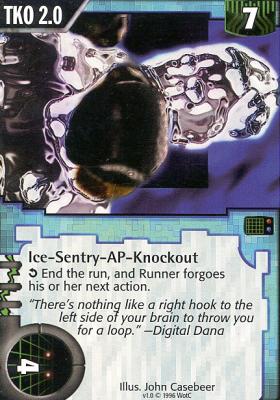 TKO 2.0
7
Ice-Sentry-AP-Knockout
End the run, and Runner forgoes
his or her next action.
"There's nothing like a right hook to the
left side of your brain to throw you
for a loop." —Digital Dana
4
Illus. John Casebeer
v1.0 © 1996 WotC